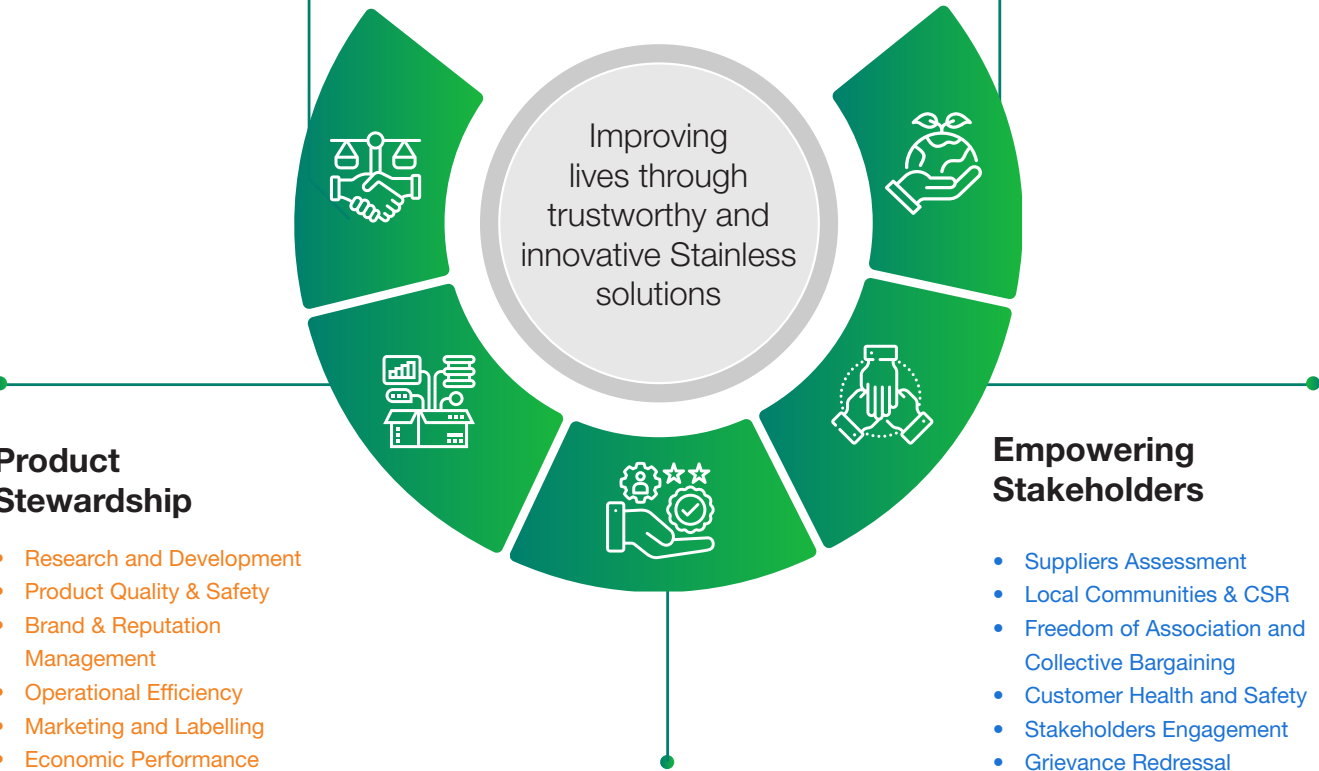 Improving
lives through
trustworthy and
innovative Stainless
solutions
Product
Stewardship
• Research and Development
• Product Quality & Safety
• Brand & Reputation
Management
• Operational Efficiency
• Marketing and Labelling
• Economic Performance
Empowering
Stakeholders
• Suppliers Assessment
• Local Communities & CSR
• Freedom of Association and
Collective Bargaining
• Customer Health and Safety
• Stakeholders Engagement
• Grievance Redressal